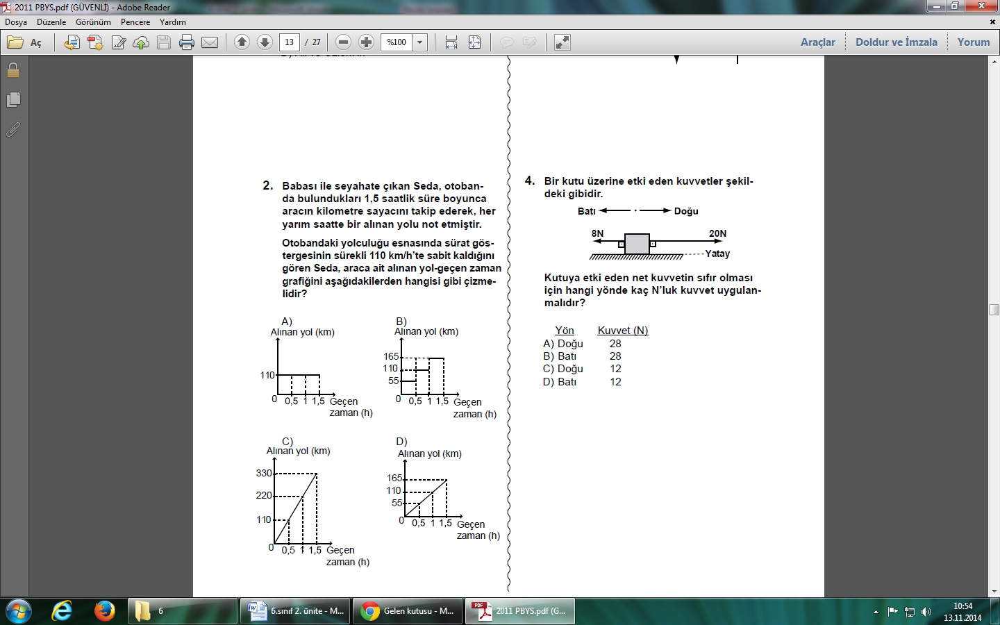 2011 PBYS.pdf (GÜVENLİ) - Adobe Reader
Dosya Düzenle Görünüm Pencere Yardım
Aç 13 / 27 %100 Araçlar Doldur ve İmzala Yorum
2. Babası ile seyahate çıkan Seda, otoban-
da bulundukları 1,5 saatlik süre boyunca
aracın kilometre sayacını takip ederek, her
yarım saatte bir alınan yolu not etmiştir.
Otobandaki yolculuğu esnasında sürat gös-
tergesinin sürekli 110 km/h'te sabit kaldığını
gören Seda, araca ait alınan yol-geçen zaman
grafiğini aşağıdakilerden hangisi gibi çizme-
lidir?
A)
Alınan yol (km)
110
0 0,5 1 1,5 Geçen
zaman (h)
B)
Alınan yol (km)
165
110
55
0 0,5 1 1,5 Geçen
zaman (h)
C)
Alınan yol (km)
330
220
110
0 0,5 1 1,5 Geçen
zaman (h)
D)
Alınan yol (km)
165
110
55
0 0,5 1 1,5 Geçen
zaman (h)
4. Bir kutu üzerine etki eden kuvvetler şekil-
deki gibidir.
Batı Doğu
8N 20N
Yatay
Kutuya etki eden net kuvvetin sıfır olması
için hangi yönde kaç N'luk kuvvet uygulan-
malıdır?
Yön Kuvvet (N)
A) Doğu 28
B) Batı 28
C) Doğu 12
D) Batı 12
6 6.sınıf 2. ünite - M... Gelen kutusu - M... PDF 2011 PBYS.pdf (G... 10:54
13.11.2014